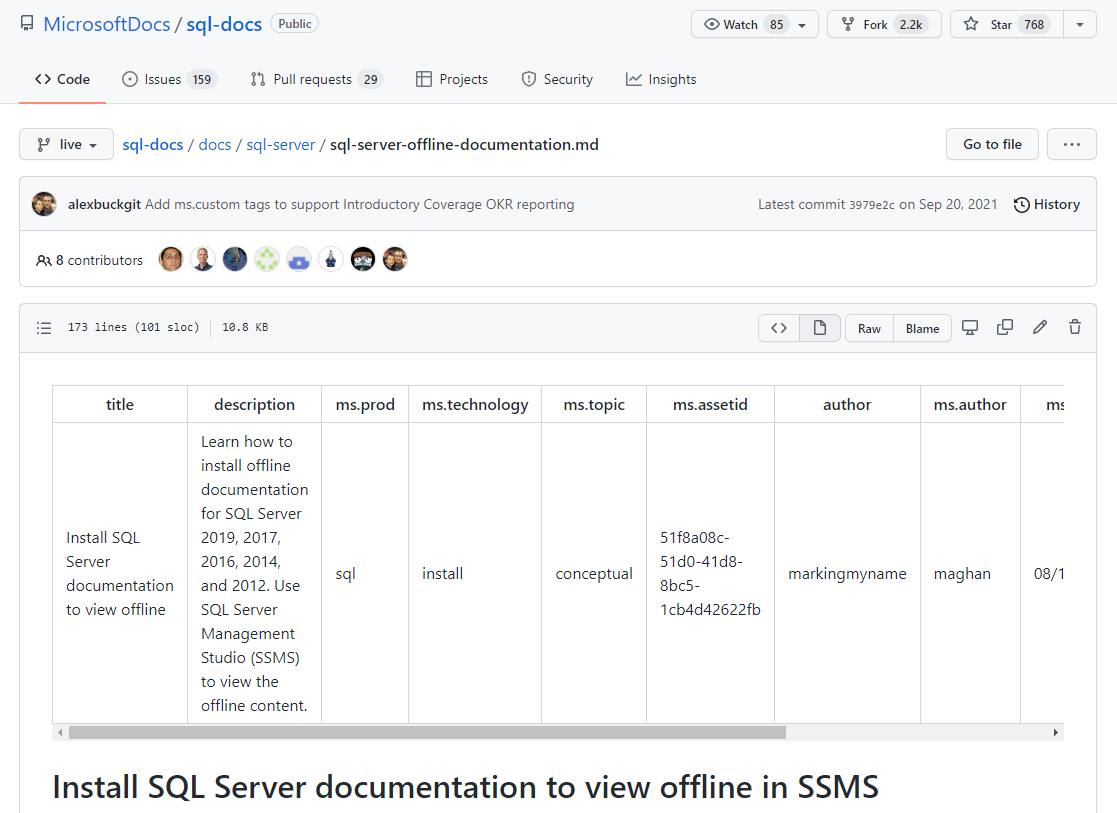 MicrosoftDocs / sql-docs Public
Watch 85 Fork 2.2k Star 768
Code Issues 159 Pull requests 29 Projects Security Insights
live sql-docs / docs / sql-server / sql-server-offline-documentation.md Go to file ...
alexbuckgit Add ms.custom tags to support Introductory Coverage OKR reporting Latest commit 3979e2c on Sep 20, 2021 History
8 contributors
173 lines (101 sloc) 10.8 KB Raw Blame
title description ms.prod ms.technology ms.topic ms.assetid author ms.author ms
Install SQL
Server
documentation
to view offline
Learn how to
install offline
documentation
for SQL Server
2019, 2017,
2016, 2014,
and 2012. Use
SQL Server
Management
Studio (SSMS)
to view the
offline content.
sql
install
conceptual
51f8a08c-
51d0-41d8-
8bc5-
1cb4d42622fb
markingmyname
maghan
08/1
Install SQL Server documentation to view offline in SSMS